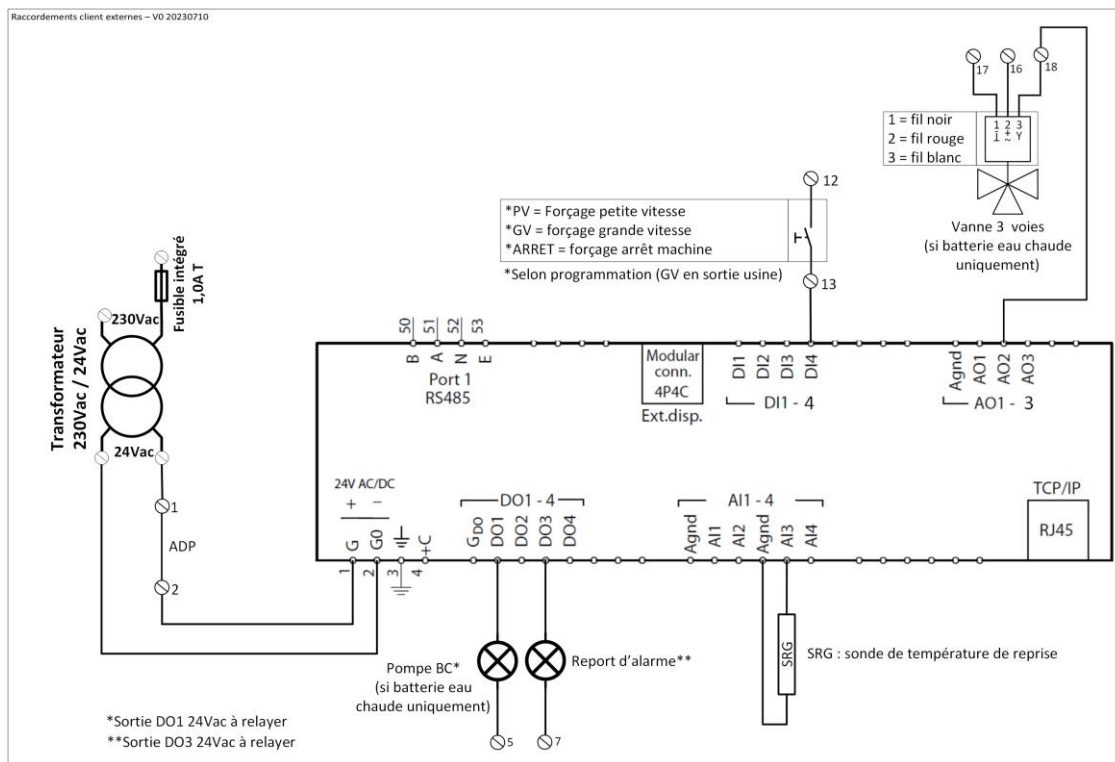 Raccordements client externes – V0 20230710
17
16
18
1 = fil noir
2 = fil rouge
3 = fil blanc
1 2 3
⊥ + Y
~
Vanne 3 voies
(si batterie eau chaude
uniquement)
12
*PV = Forçage petite vitesse
*GV = forçage grande vitesse
*ARRET = forçage arrêt machine
*Selon programmation (GV en sortie usine)
13
Fusible intégré
1,0A T
230Vac
Transformateur
230Vac / 24Vac
24Vac
50 51 52 53
B A N E
Port 1
RS485
Modular
conn.
4P4C
Ext.disp.
DI1 DI2 DI3 DI4
DI1 - 4
Agnd AO1 AO2 AO3
AO1 - 3
1
ADP
2
24V AC/DC
+ −
G G0 +C
1 2 3 4
DO1 - 4
GDO DO1 DO2 DO3 DO4
AI1 - 4
Agnd AI1 AI2 Agnd AI3 AI4
TCP/IP
RJ45
Pompe BC*
(si batterie eau
chaude uniquement)
Report d'alarme**
SRG
SRG : sonde de température de reprise
5
7
*Sortie DO1 24Vac à relayer
**Sortie DO3 24Vac à relayer